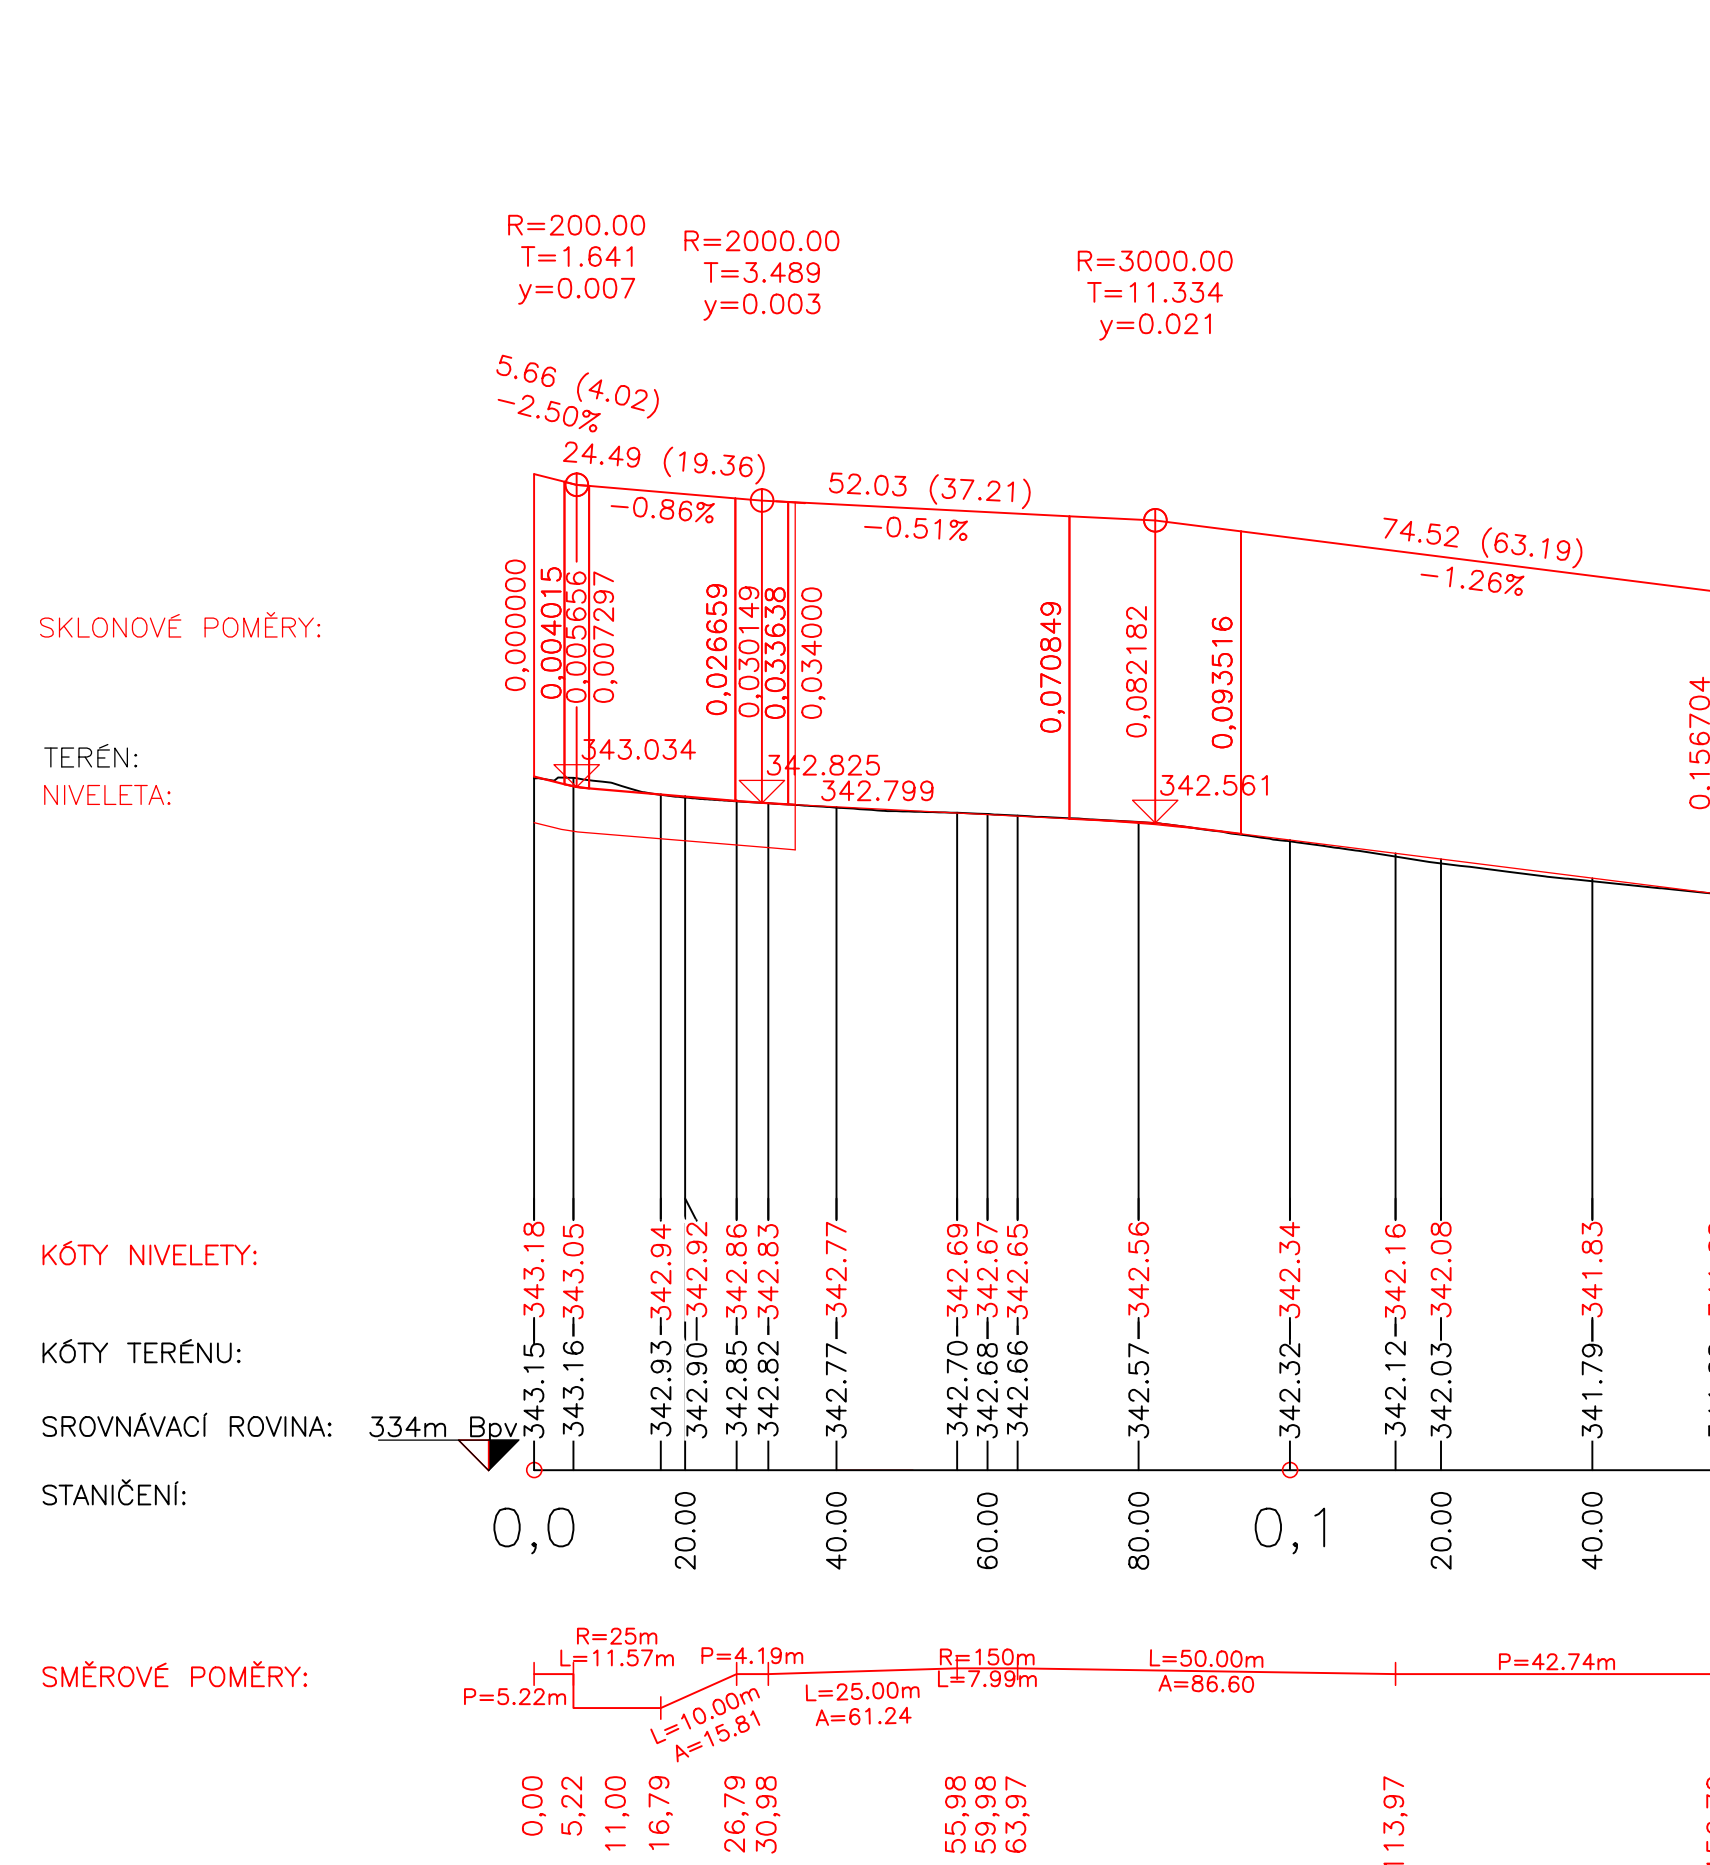 R=200.00
T=1.641
y=0.007
R=2000.00
T=3.489
y=0.003
R=3000.00
T=11.334
y=0.021
5.66 (4.02)
−2.50%
24.49 (19.36)
−0.86%
52.03 (37.21)
−0.51%
74.52 (63.19)
−1.26%
SKLONOVÉ POMĚRY:
0,000000
0,004015
0,005656
0,007297
0,026659
0,030149
0,033638
0,034000
0,070849
0,082182
0,093516
0.156704
TERÉN:
NIVELETA:
343.034
342.825
342.799
342.561
KÓTY NIVELETY:
343.18
343.05
342.94
342.92
342.86
342.83
342.77
342.69
342.67
342.65
342.56
342.34
342.16
342.08
341.83
KÓTY TERÉNU:
343.15
343.16
342.93
342.90
342.85
342.82
342.77
342.70
342.68
342.66
342.57
342.32
342.12
342.03
341.79
SROVNÁVACÍ ROVINA: 334m Bpv
STANIČENÍ:
0,0
20.00
40.00
60.00
80.00
0,1
20.00
40.00
SMĚROVÉ POMĚRY:
P=5.22m
R=25m
L=11.57m
L=10.00m
A=15.81
P=4.19m
L=25.00m
A=61.24
R=150m
L=7.99m
L=50.00m
A=86.60
P=42.74m
0,00
5,22
11,00
16,79
26,79
30,98
55,98
59,98
63,97
113,97